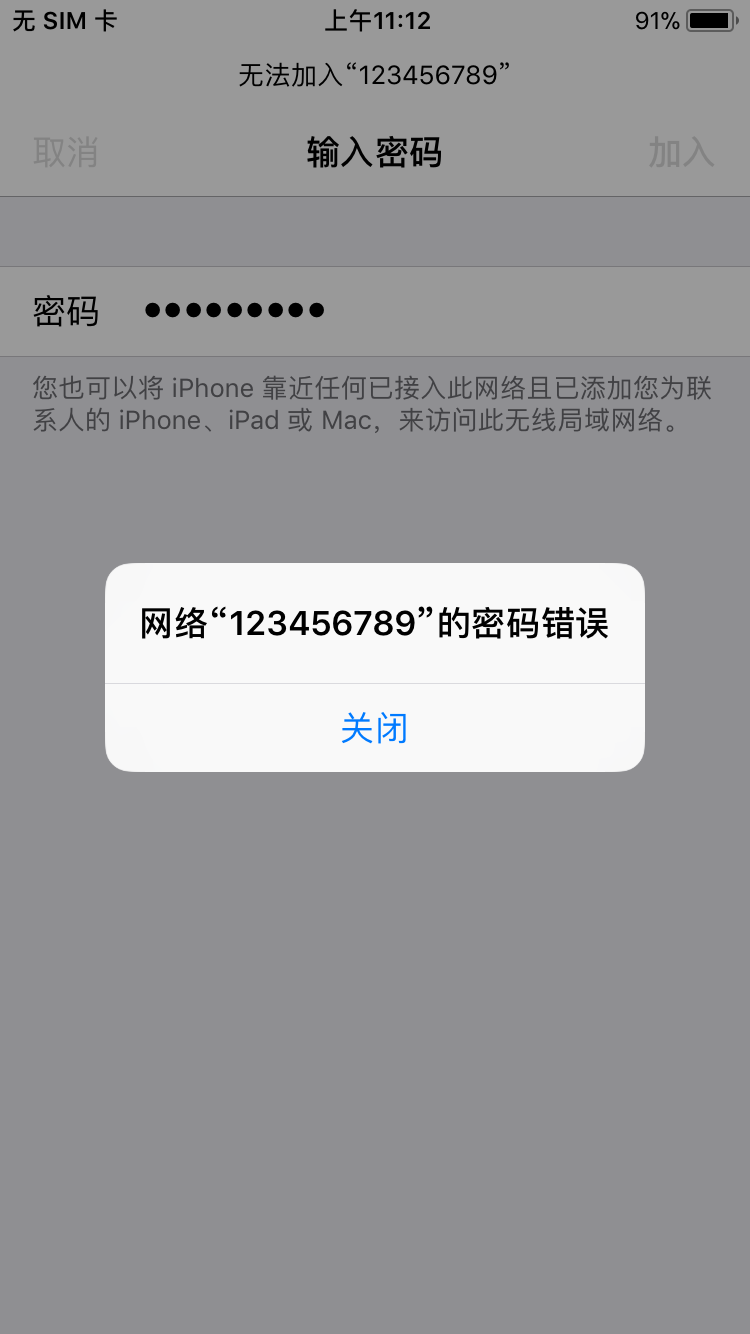 无 SIM 卡 上午11:12 91%
无法加入“123456789”
取消 输入密码 加入
密码 •••••••••
您也可以将 iPhone 靠近任何已接入此网络且已添加您为联
系人的 iPhone、iPad 或 Mac，来访问此无线局域网络。
网络“123456789”的密码错误
关闭